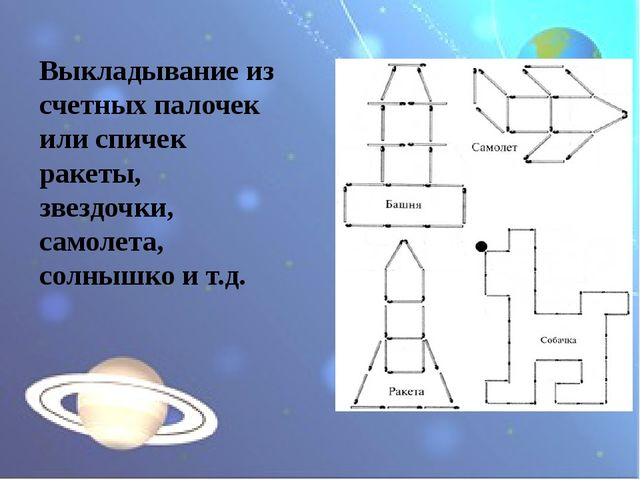 Выкладывание из
счетных палочек
или спичек
ракеты,
звездочки,
самолета,
солнышко и т.д.
Самолет
Башня
Собачка
Ракета